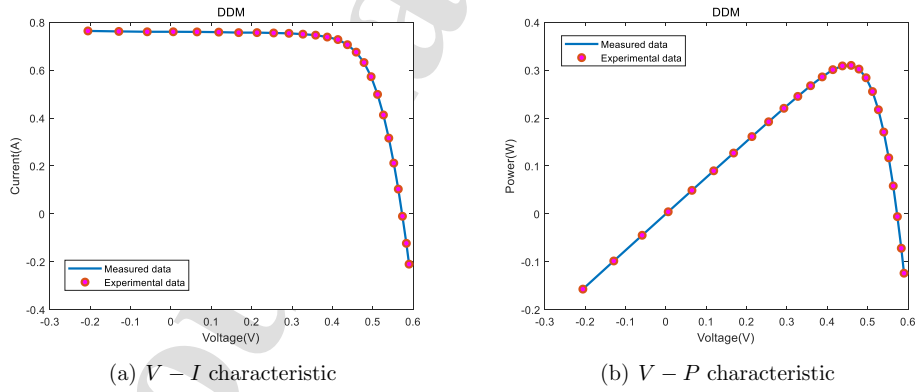 DDM
0.8
0.6
0.4
0.2
0
-0.2
-0.4
-0.3 -0.2 -0.1 0 0.1 0.2 0.3 0.4 0.5 0.6
Current(A)
Voltage(V)
Measured data
Experimental data
(a) V − I characteristic
DDM
0.4
0.3
0.2
0.1
0
-0.1
-0.2
-0.3 -0.2 -0.1 0 0.1 0.2 0.3 0.4 0.5 0.6
Power(W)
Voltage(V)
Measured data
Experimental data
(b) V − P characteristic